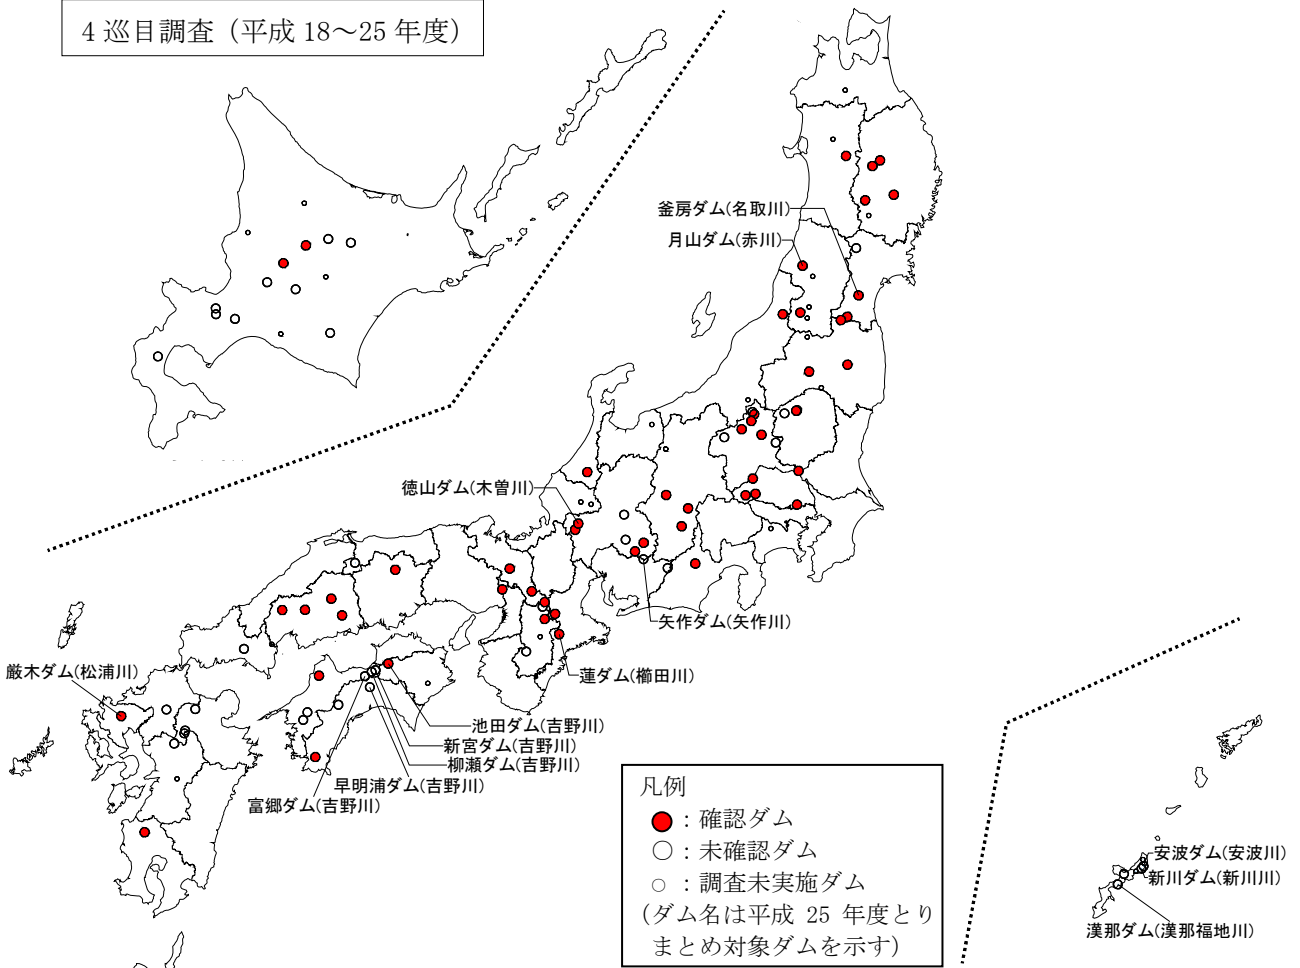 4 巡目調査（平成 18～25 年度）
釜房ダム(名取川)
月山ダム(赤川)
徳山ダム(木曽川)
矢作ダム(矢作川)
蓮ダム(櫛田川)
厳木ダム(松浦川)
池田ダム(吉野川)
新宮ダム(吉野川)
柳瀬ダム(吉野川)
早明浦ダム(吉野川)
富郷ダム(吉野川)
凡例
：確認ダム
：未確認ダム
：調査未実施ダム
（ダム名は平成 25 年度とり
まとめ対象ダムを示す）
安波ダム(安波川)
新川ダム(新川川)
漢那ダム(漢那福地川)